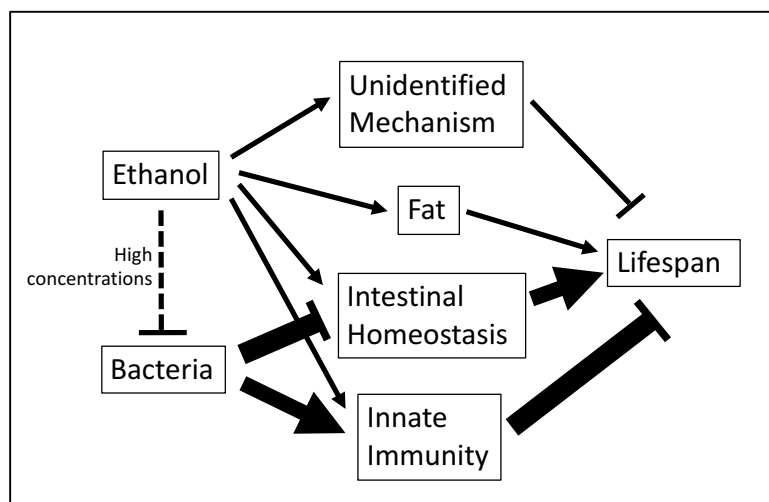 Unidentified
Mechanism
Ethanol
Fat
High
concentrations
Lifespan
Intestinal
Homeostasis
Bacteria
Innate
Immunity